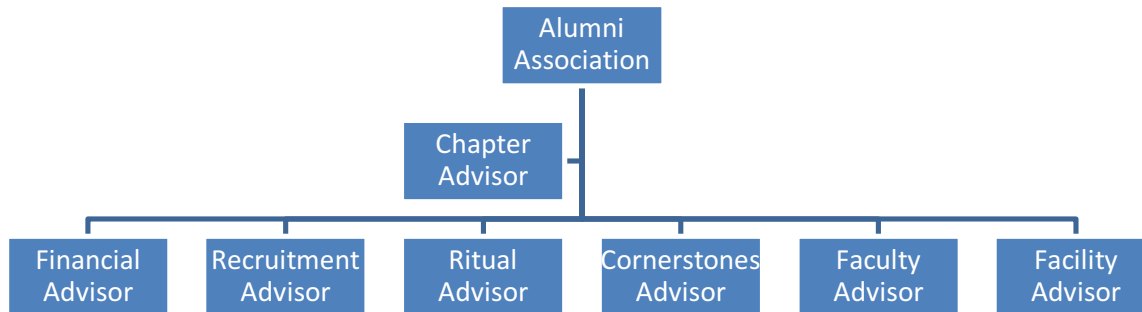 Alumni
Association
Chapter
Advisor
Financial
Advisor
Recruitment
Advisor
Ritual
Advisor
Cornerstones
Advisor
Faculty
Advisor
Facility
Advisor